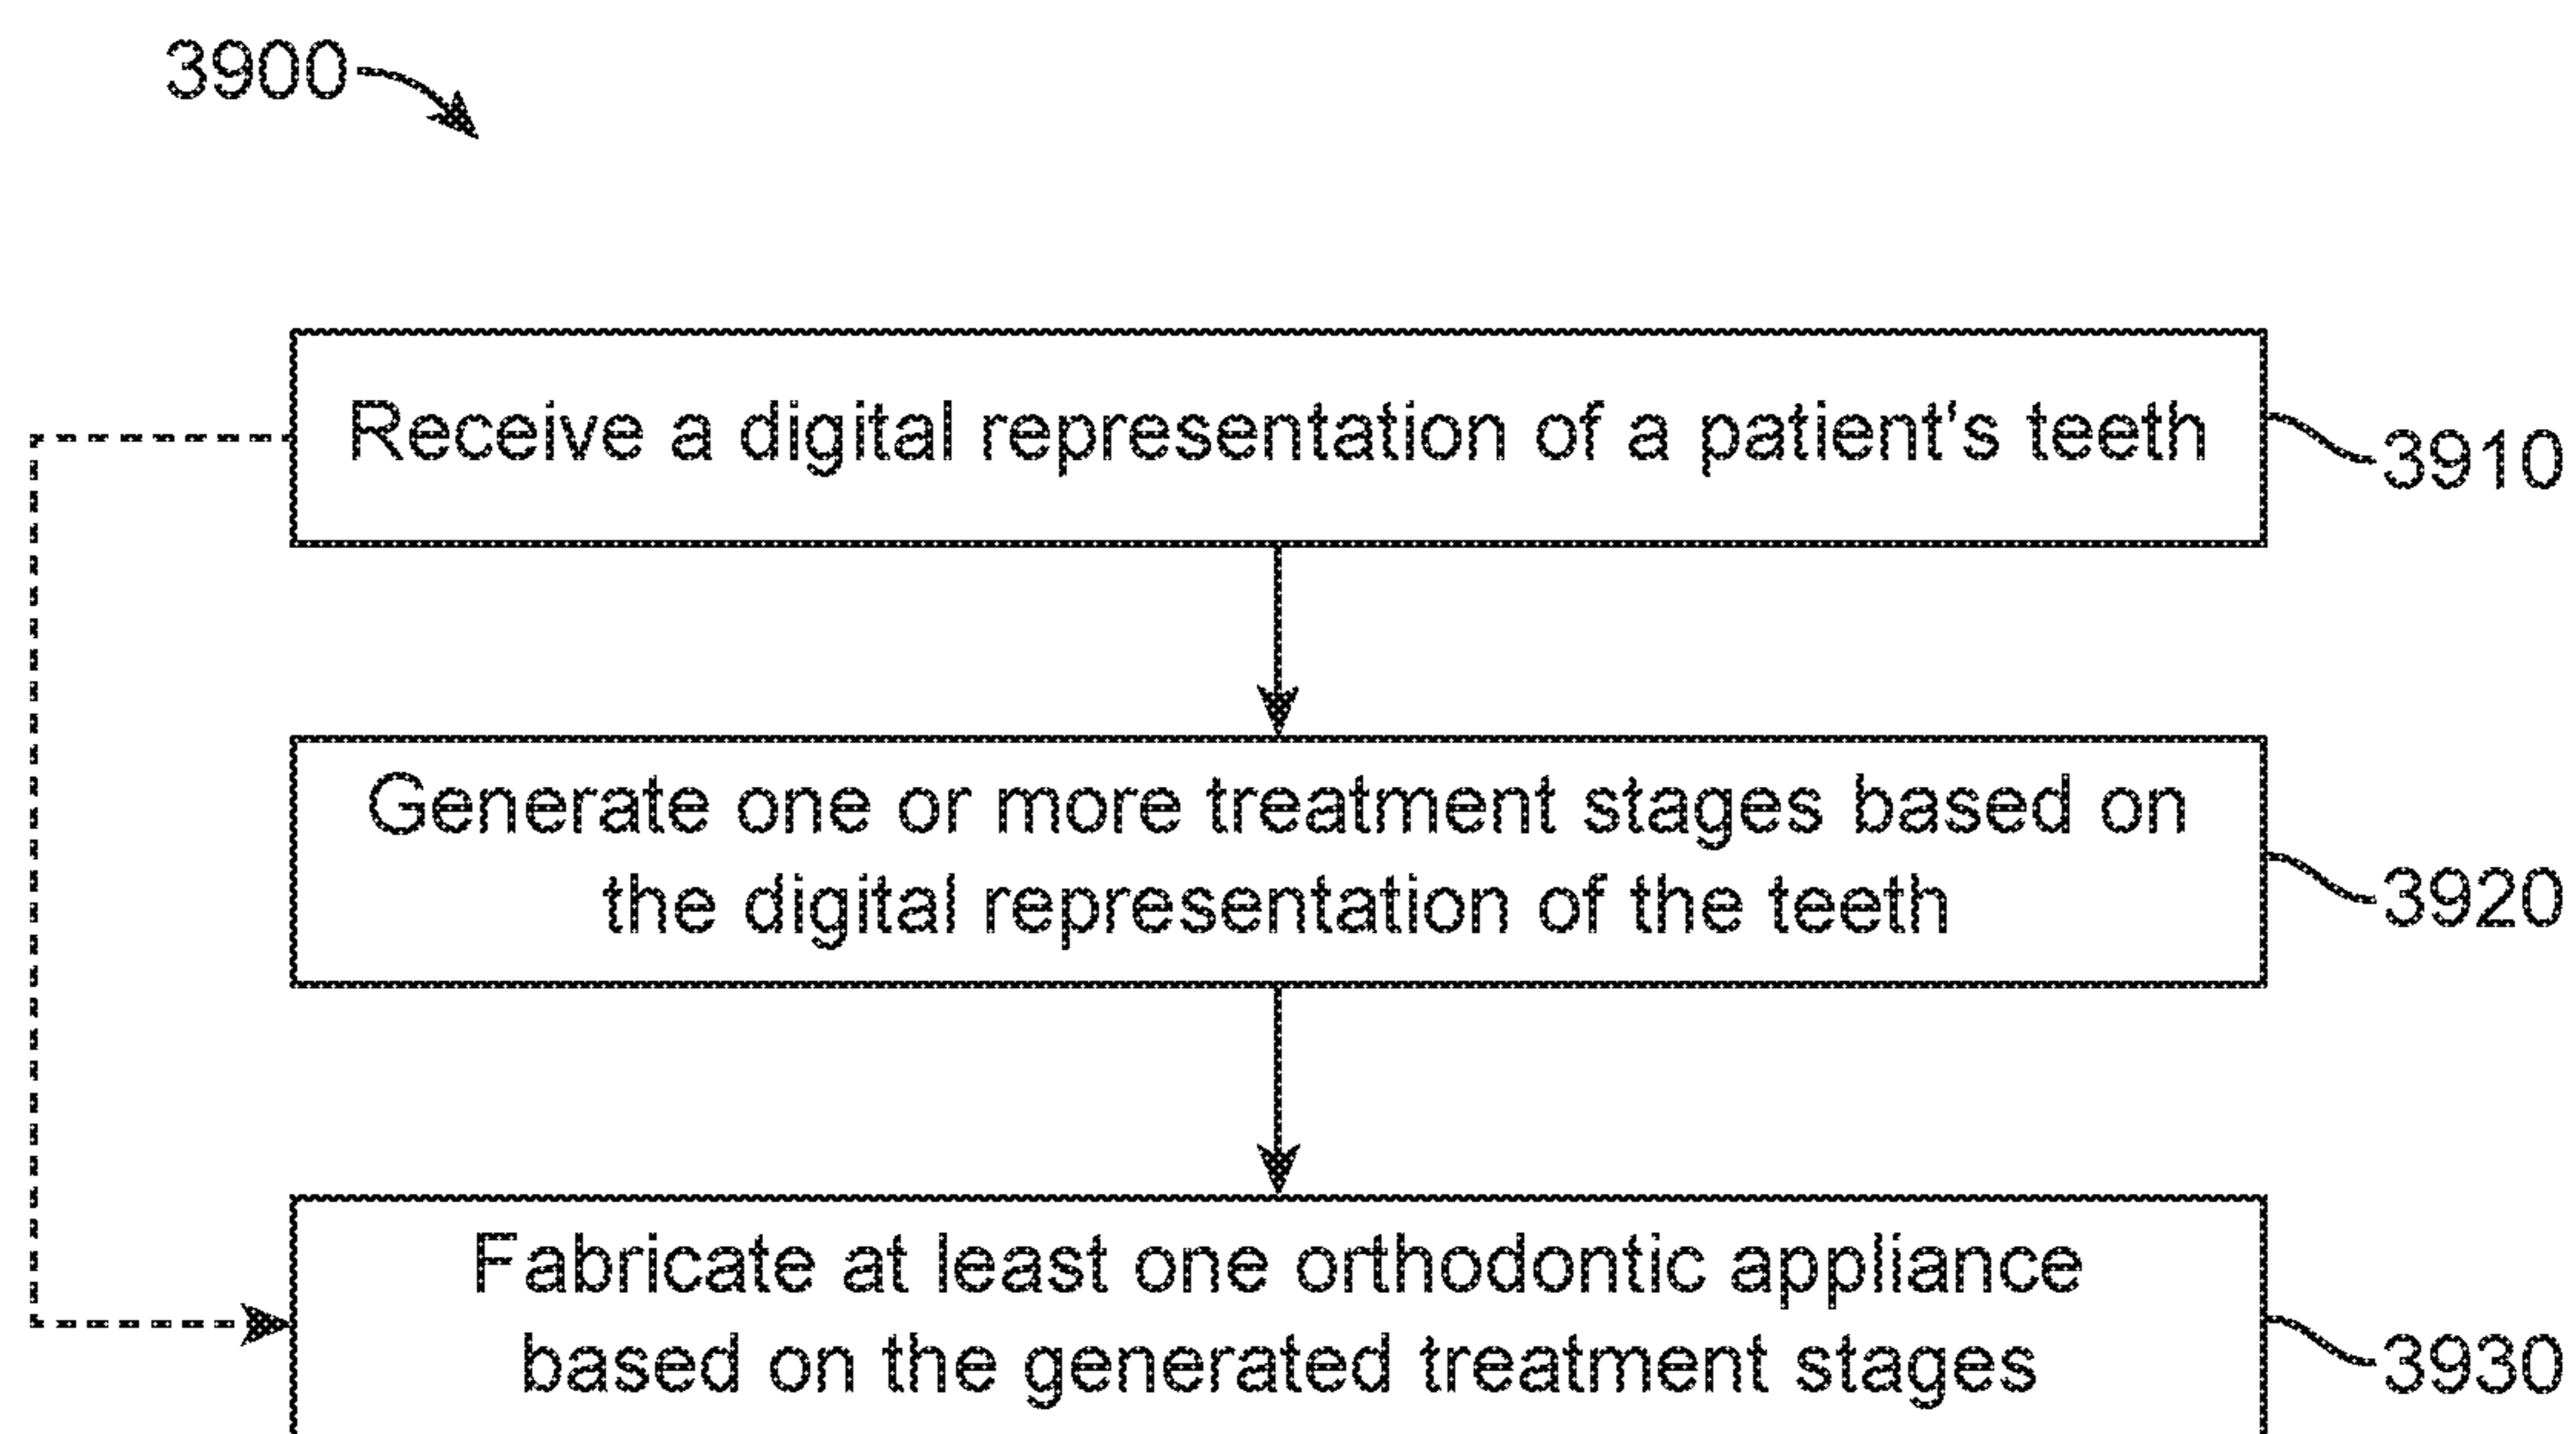 3900
Receive a digital representation of a patient's teeth
3910
Generate one or more treatment stages based on
the digital representation of the teeth
3920
Fabricate at least one orthodontic appliance
based on the generated treatment stages
3930